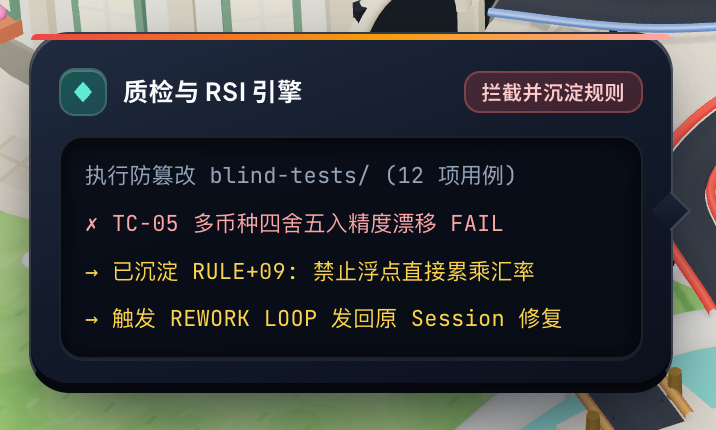 质检与 RSI 引擎
拦截并沉淀规则
执行防篡改 blind-tests/ (12 项用例)
✗ TC-05 多币种四舍五入精度漂移 FAIL
→ 已沉淀 RULE+09: 禁止浮点直接累乘汇率
→ 触发 REWORK LOOP 发回原 Session 修复